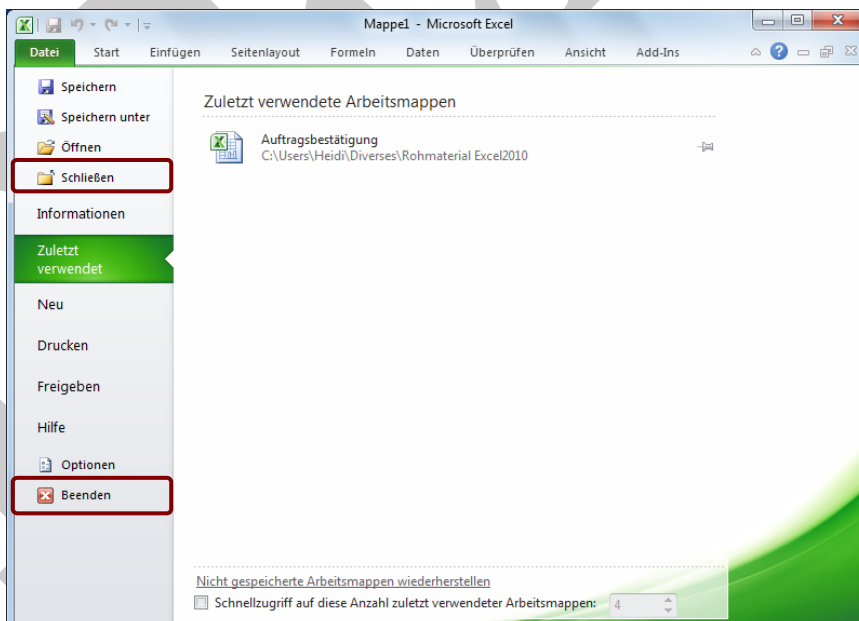 Mappe1 - Microsoft Excel
Datei Start Einfügen Seitenlayout Formeln Daten Überprüfen Ansicht Add-Ins
Speichern
Speichern unter
Öffnen
Schließen
Informationen
Zuletzt
verwendet
Neu
Drucken
Freigeben
Hilfe
Optionen
Beenden
Zuletzt verwendete Arbeitsmappen
Auftragsbestätigung
C:\Users\Heidi\Diverses\Rohmaterial Excel2010
Nicht gespeicherte Arbeitsmappen wiederherstellen
Schnellzugriff auf diese Anzahl zuletzt verwendeter Arbeitsmappen: 4